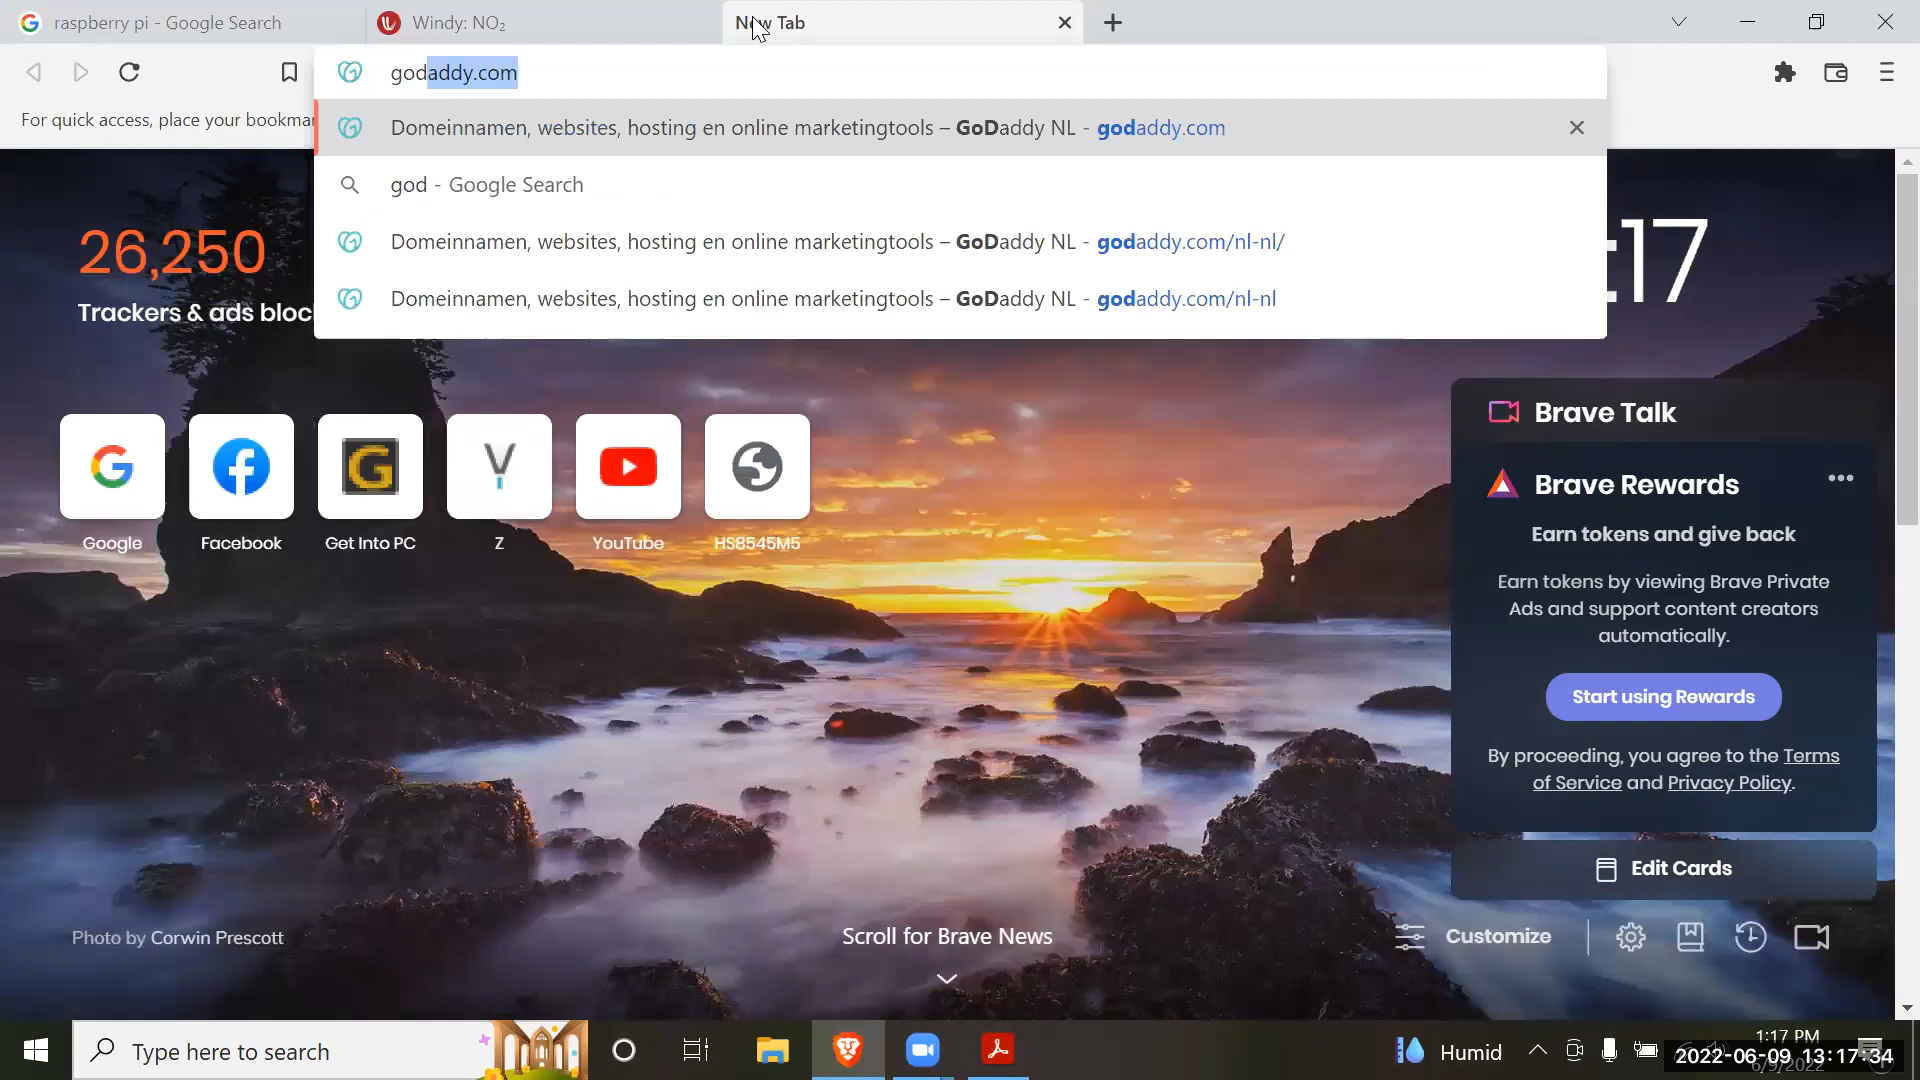 raspberry pi - Google Search
Windy: NO₂
New Tab
godaddy.com
For quick access, place your bookmar
Domeinnamen, websites, hosting en online marketingtools – GoDaddy NL - godaddy.com
god - Google Search
Domeinnamen, websites, hosting en online marketingtools – GoDaddy NL - godaddy.com/nl-nl/
Domeinnamen, websites, hosting en online marketingtools – GoDaddy NL - godaddy.com/nl-nl
26,250
Trackers & ads bloc
:17
Google
Facebook
Get Into PC
Z
YouTube
HS8545M5
Brave Talk
Brave Rewards
Earn tokens and give back
Earn tokens by viewing Brave Private
Ads and support content creators
automatically.
Start using Rewards
By proceeding, you agree to the Terms
of Service and Privacy Policy.
Edit Cards
Photo by Corwin Prescott
Scroll for Brave News
Customize
Type here to search
Humid
1:17 PM
2022-06-09 13:17:34
6/9/2022